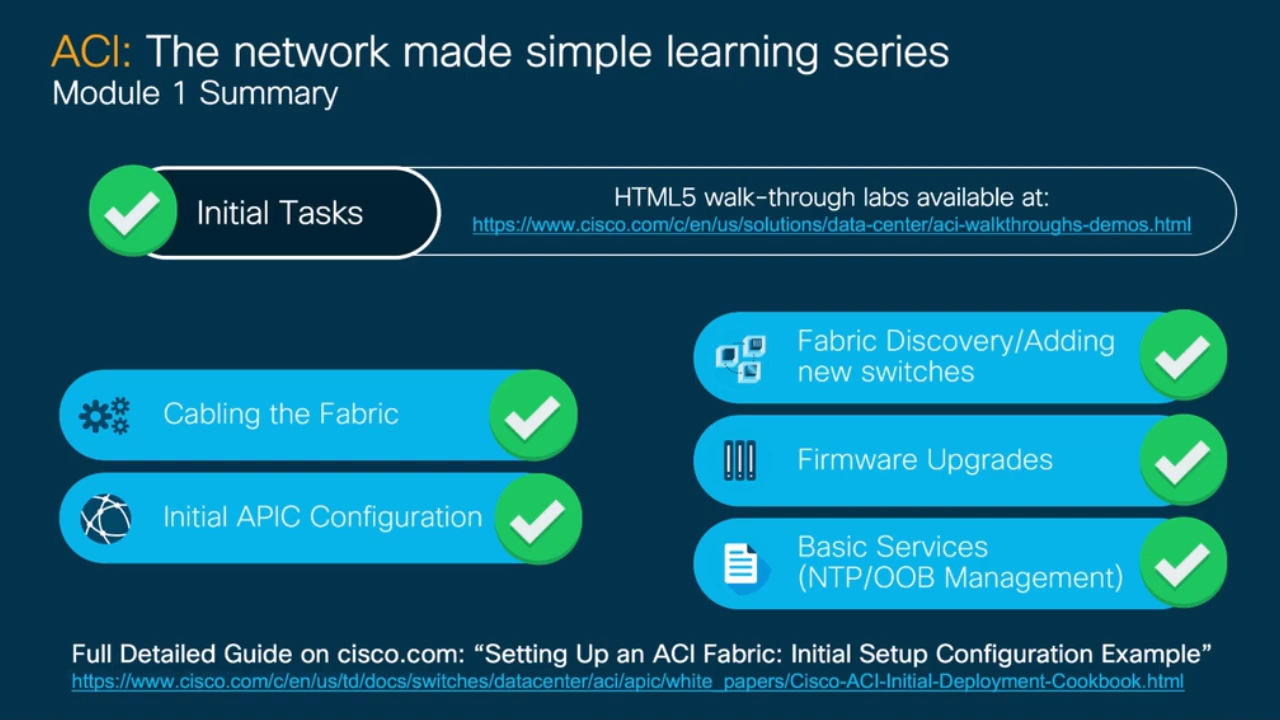 ACI: The network made simple learning series
Module 1 Summary
Initial Tasks
HTML5 walk-through labs available at:
https://www.cisco.com/c/en/us/solutions/data-center/aci-walkthroughs-demos.html
Cabling the Fabric
Initial APIC Configuration
Fabric Discovery/Adding
new switches
Firmware Upgrades
Basic Services
(NTP/OOB Management)
Full Detailed Guide on cisco.com: “Setting Up an ACI Fabric: Initial Setup Configuration Example”
https://www.cisco.com/c/en/us/td/docs/switches/datacenter/aci/apic/white_papers/Cisco-ACI-Initial-Deployment-Cookbook.html